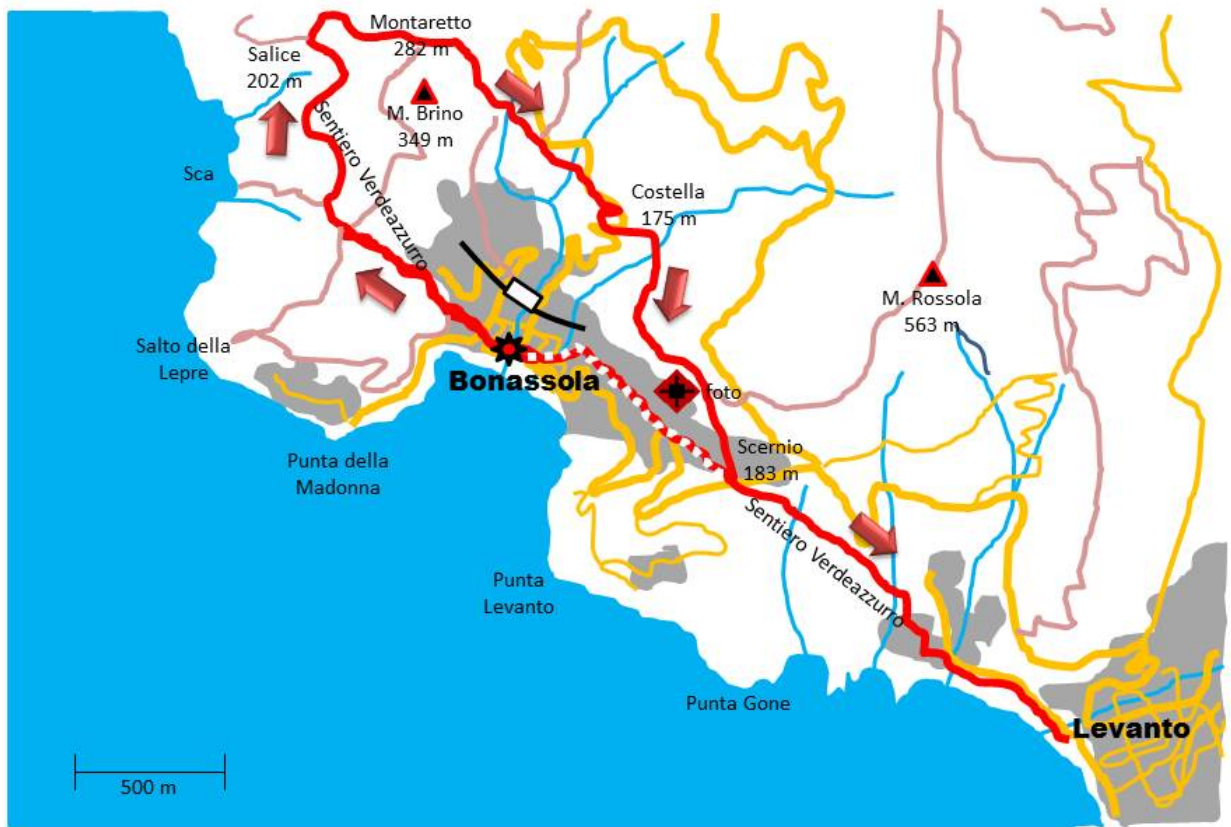 Montaretto
282 m
Salice
202 m
M. Brino
349 m
Sentiero Verdeazzurro
Sca
Costella
175 m
M. Rossola
563 m
Salto della
Lepre
Bonassola
foto
Scernio
183 m
Punta della
Madonna
Sentiero Verdeazzurro
Punta
Levanto
Punta Gone
Levanto
500 m